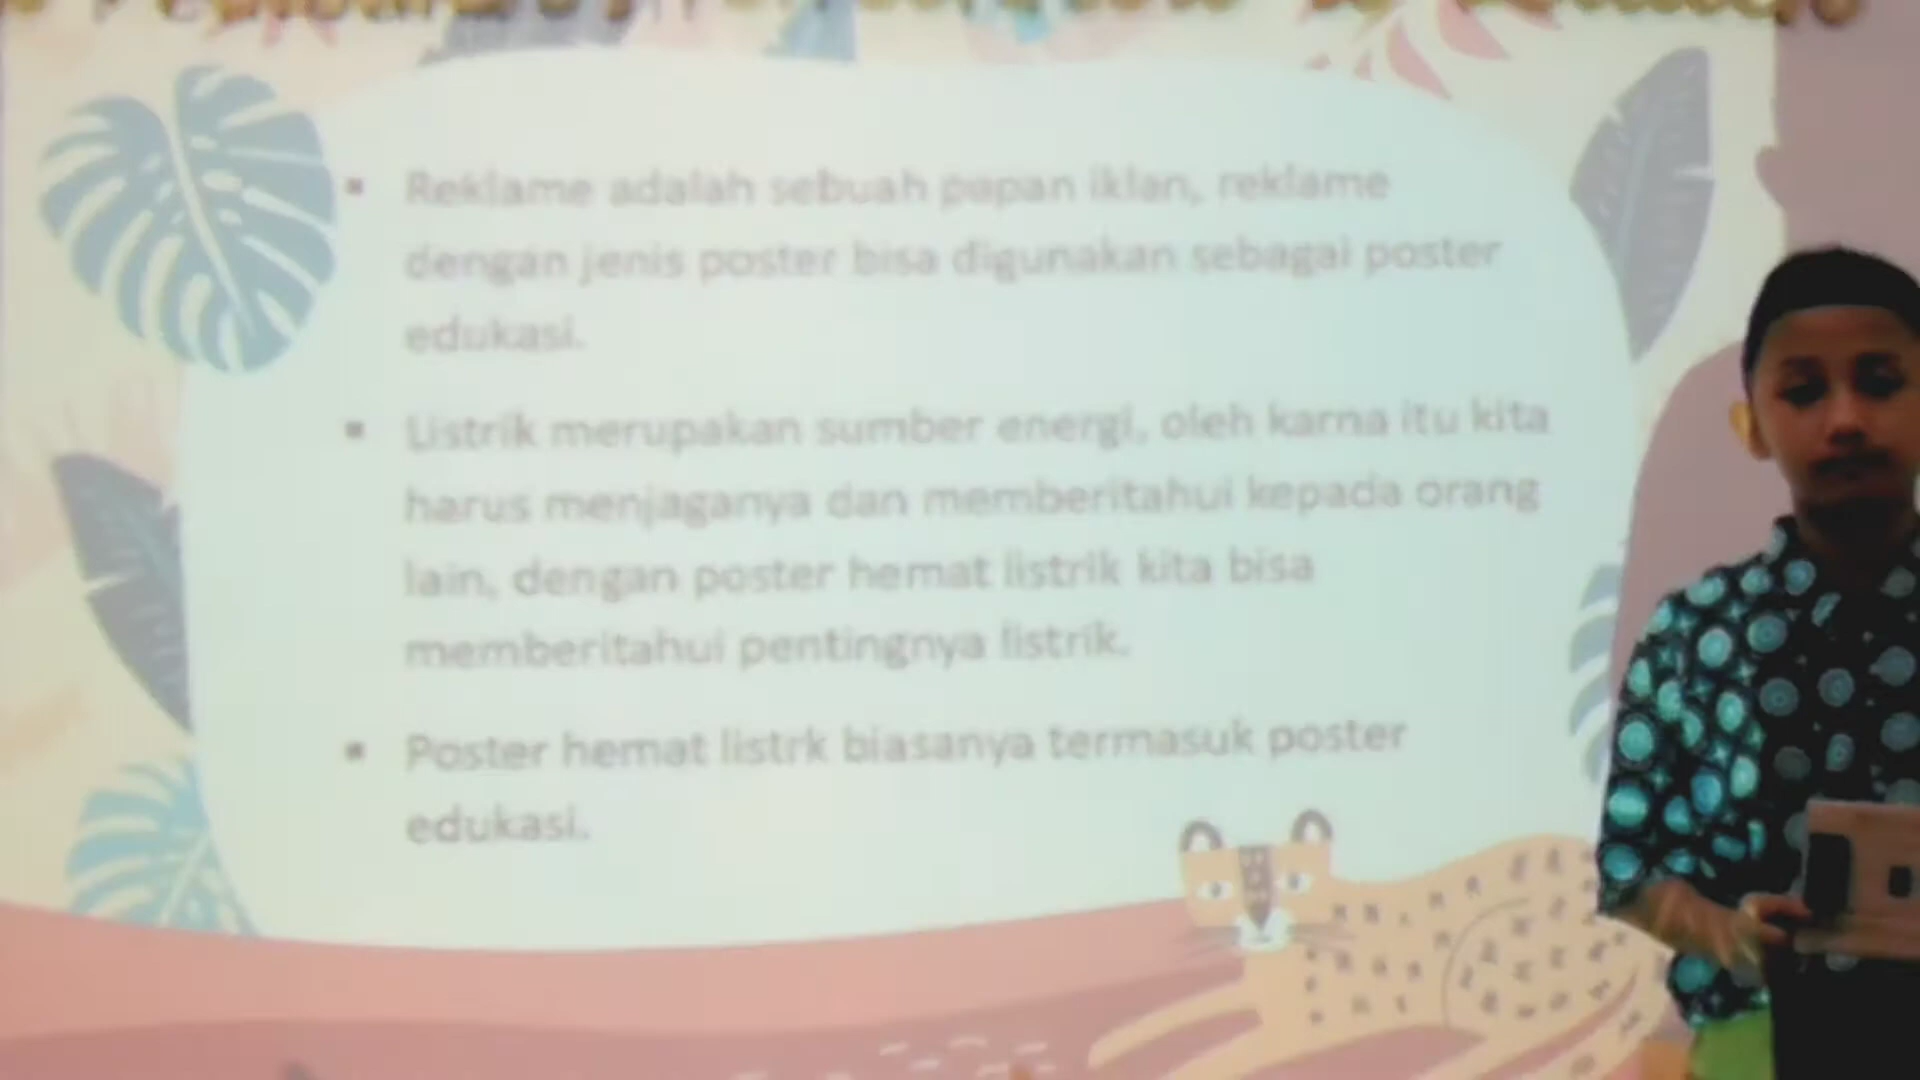 ▪ Reklame adalah sebuah papan iklan, reklame
dengan jenis poster bisa digunakan sebagai poster
edukasi.
▪ Listrik merupakan sumber energi, oleh karna itu kita
harus menjaganya dan memberitahui kepada orang
lain, dengan poster hemat listrik kita bisa
memberitahui pentingnya listrik.
▪ Poster hemat listrk biasanya termasuk poster
edukasi.